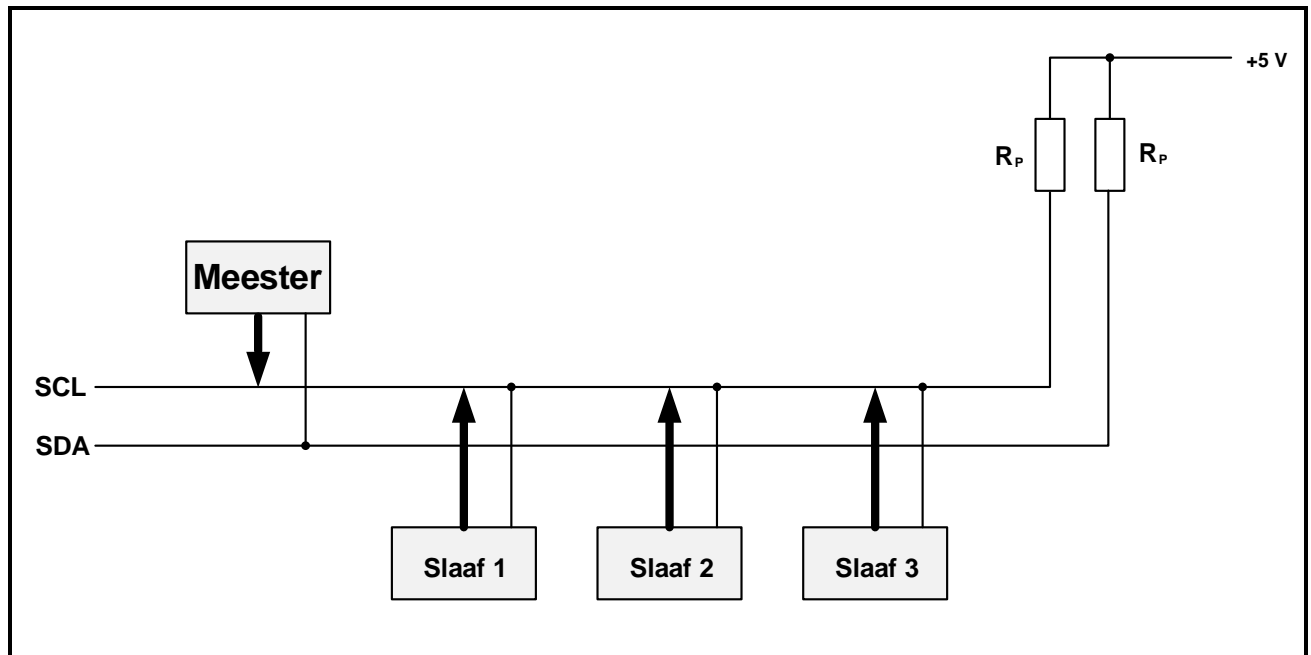 +5 V
RP RP
Meester
SCL
SDA
Slaaf 1 Slaaf 2 Slaaf 3